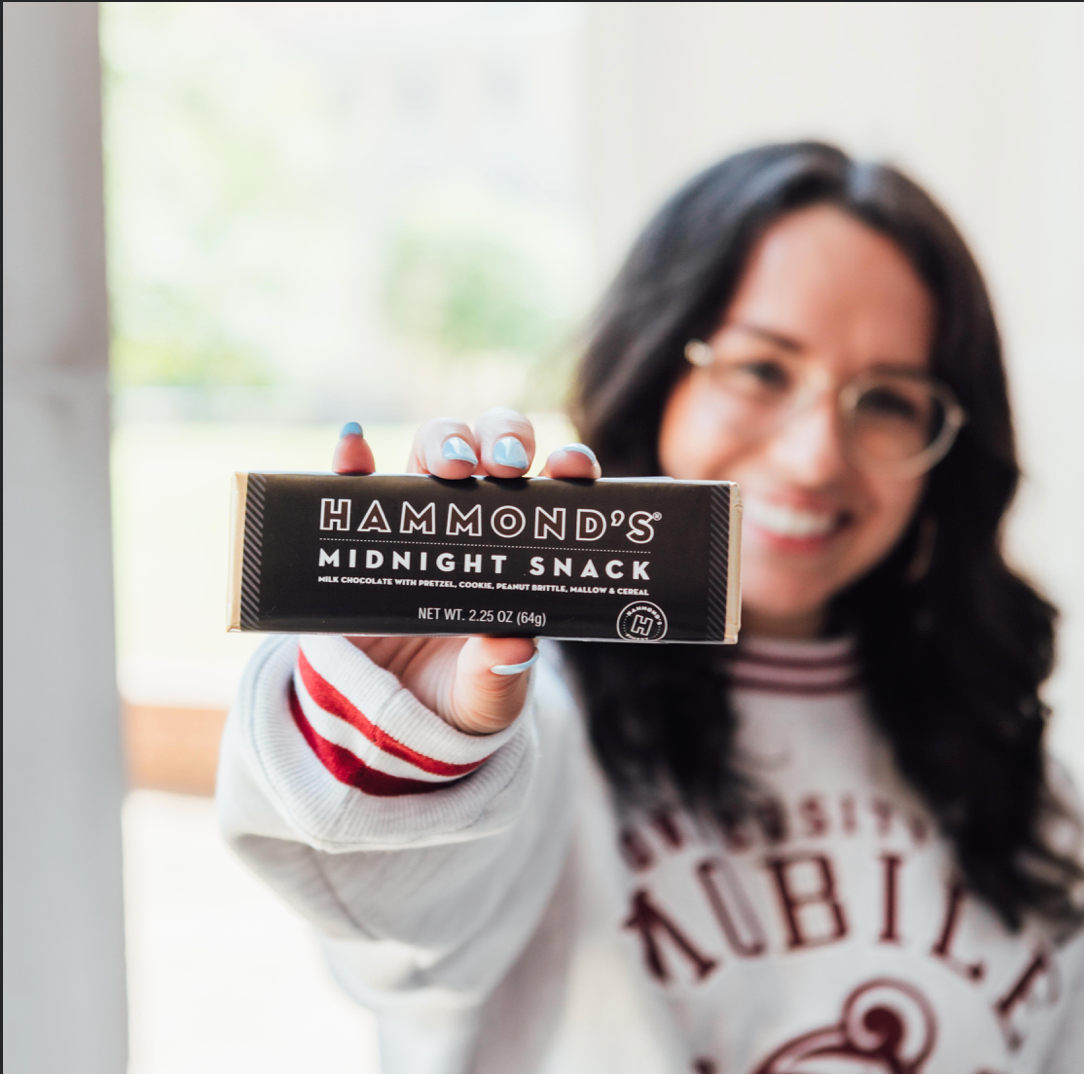 HAMMOND'S®
MIDNIGHT SNACK
MILK CHOCOLATE WITH PRETZEL, COOKIE, PEANUT BRITTLE, MALLOW & CEREAL
NET WT. 2.25 OZ (64g)
HAMMOND'S
H
MOBILE